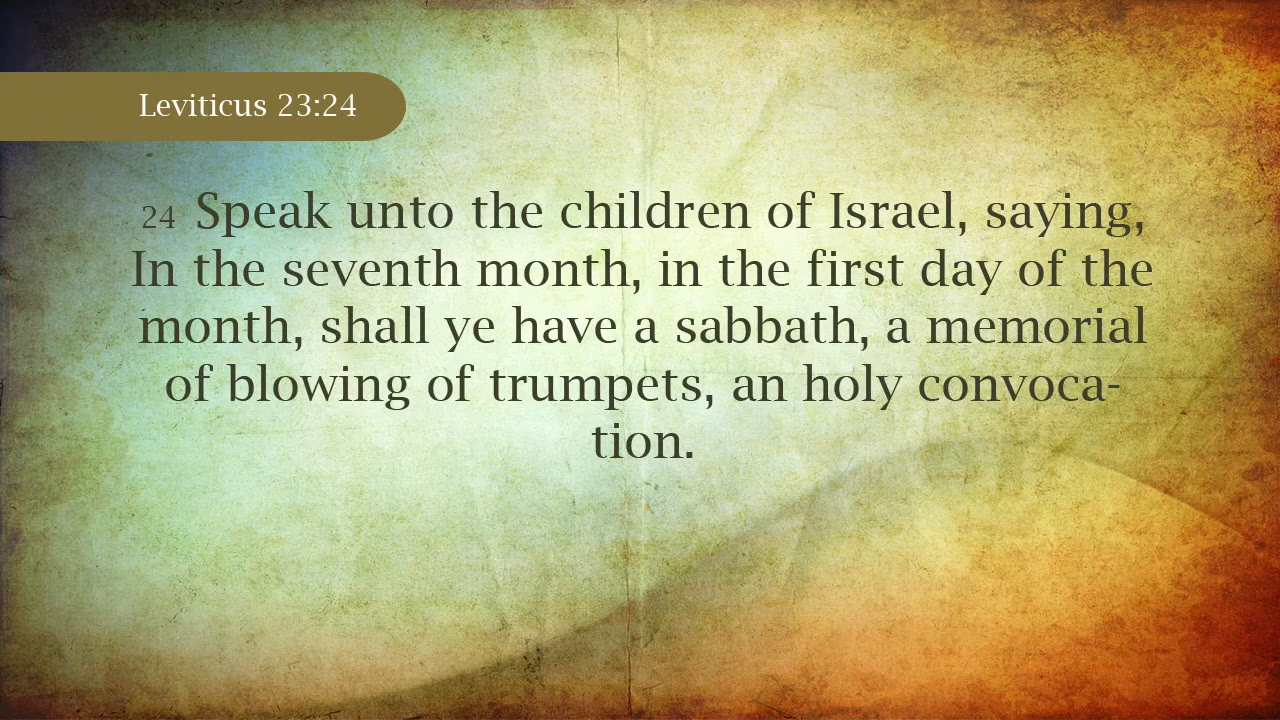 Leviticus 23:24
24 Speak unto the children of Israel, saying,
In the seventh month, in the first day of the
month, shall ye have a sabbath, a memorial
of blowing of trumpets, an holy convoca-
tion.